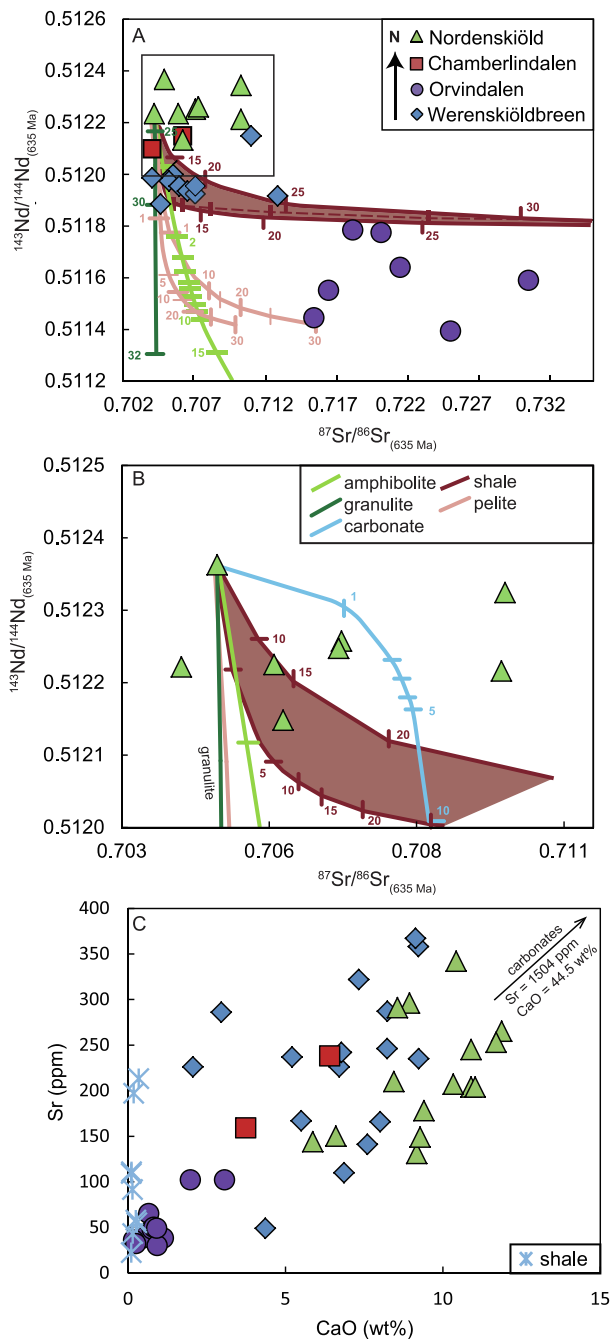 A
N
Nordenskiöld
Chamberlindalen
Orvindalen
Werenskiöldbreen
0.5126
0.5124
0.5122
0.5120
0.5118
0.5116
0.5114
0.5112
143Nd/144Nd(635 Ma)
25
30
32
15
20
25
30
15
20
25
1
5
10
20
30
1
10
20
30
2
10
15
0.702
0.707
0.712
0.717
0.722
0.727
0.732
87Sr/86Sr(635 Ma)
B
amphibolite
granulite
carbonate
shale
pelite
0.5125
0.5124
0.5123
0.5122
0.5121
0.5120
143Nd/144Nd(635 Ma)
1
5
10
10
15
20
5
10
15
20
granulite
0.703
0.706
0.708
0.711
87Sr/86Sr(635 Ma)
C
carbonates
Sr = 1504 ppm
CaO = 44.5 wt%
400
350
300
250
200
150
100
50
0
Sr (ppm)
shale
0
5
10
15
CaO (wt%)